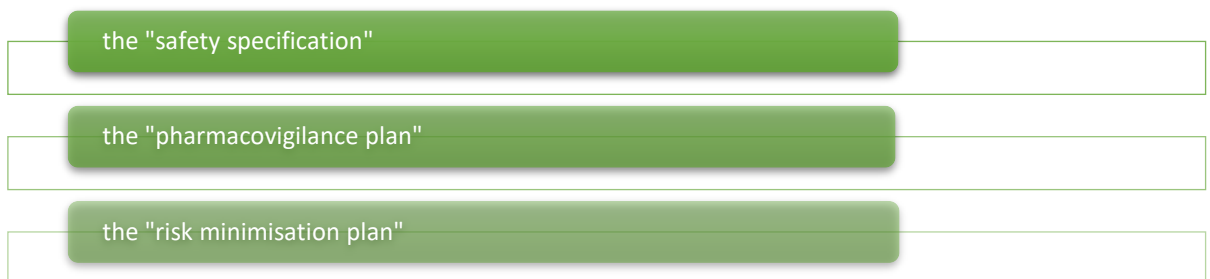 the "safety specification"
the "pharmacovigilance plan"
the "risk minimisation plan"